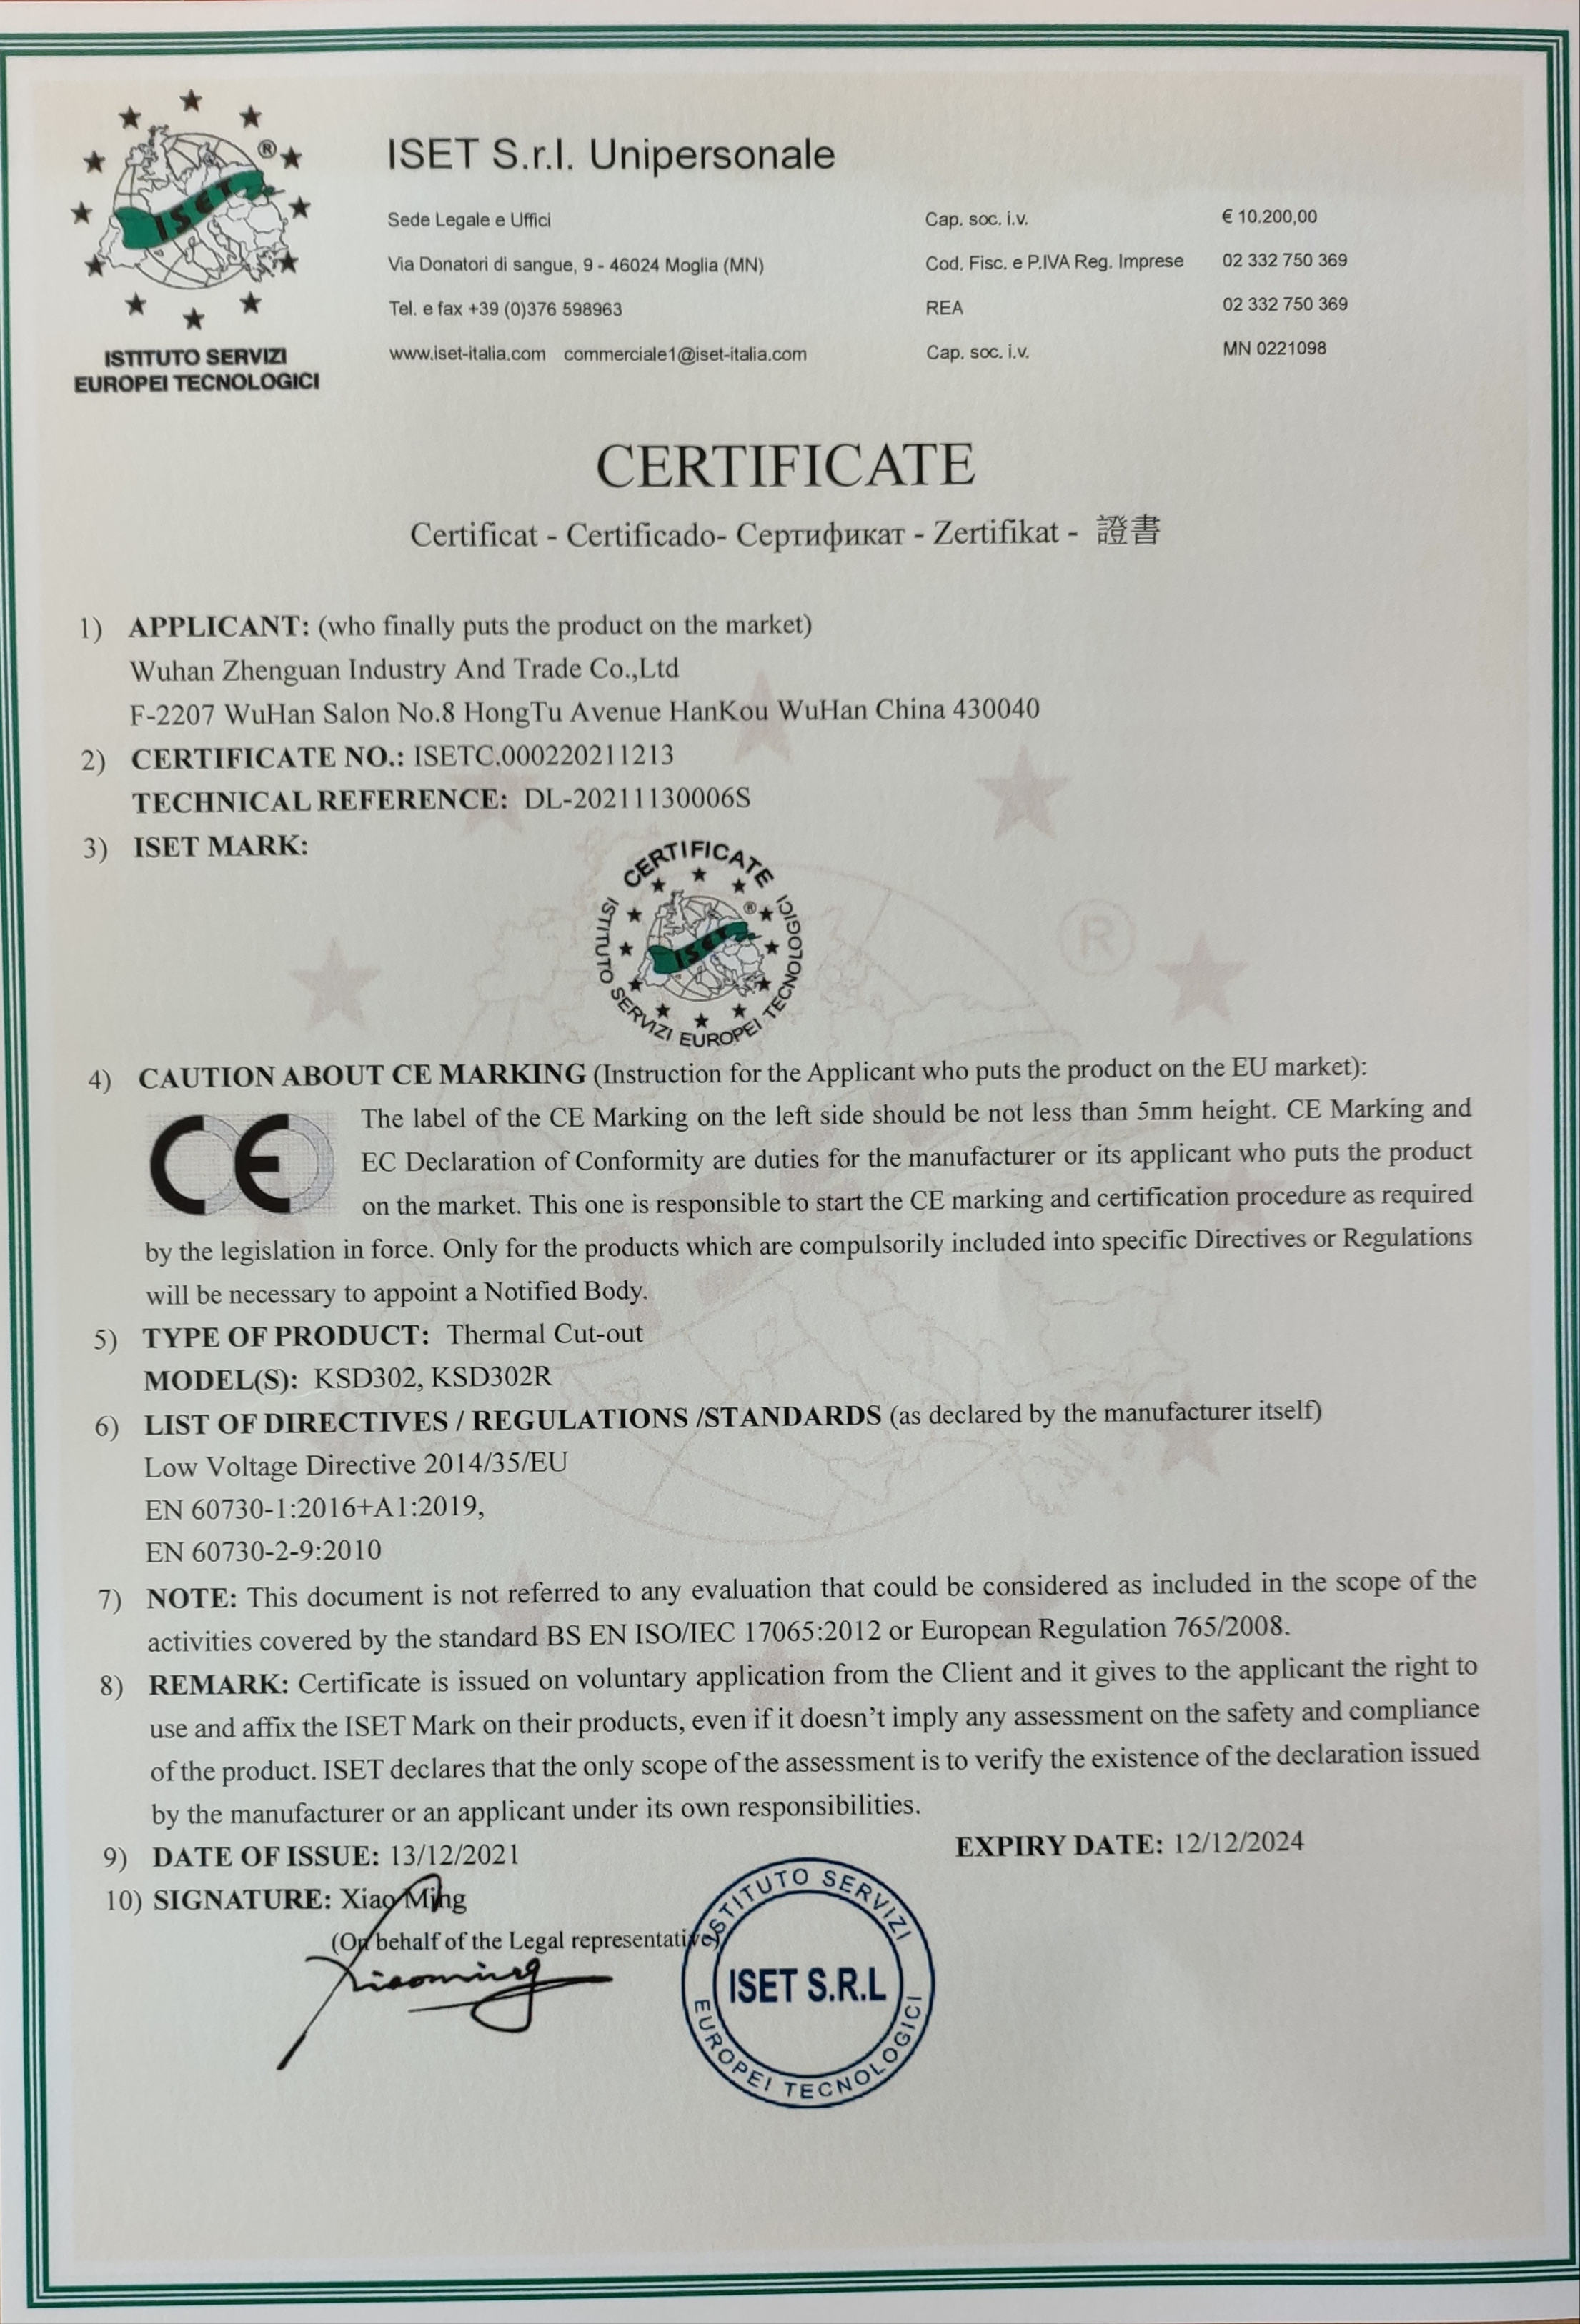 ISET
®
ISTITUTO SERVIZI
EUROPEI TECNOLOGICI
ISET S.r.l. Unipersonale
Sede Legale e Uffici
Via Donatori di sangue, 9 - 46024 Moglia (MN)
Tel. e fax +39 (0)376 598963
www.iset-italia.com commerciale1@iset-italia.com
Cap. soc. i.v. € 10.200,00
Cod. Fisc. e P.IVA Reg. Imprese 02 332 750 369
REA 02 332 750 369
Cap. soc. i.v. MN 0221098
CERTIFICATE
Certificat - Certificado- Сертификат - Zertifikat - 證書
1) APPLICANT: (who finally puts the product on the market)
Wuhan Zhenguan Industry And Trade Co.,Ltd
F-2207 WuHan Salon No.8 HongTu Avenue HanKou WuHan China 430040
2) CERTIFICATE NO.: ISETC.000220211213
TECHNICAL REFERENCE: DL-20211130006S
3) ISET MARK:
CERTIFICATE
ISTITUTO SERVIZI EUROPEI TECNOLOGICI
ISET
®
®
4) CAUTION ABOUT CE MARKING (Instruction for the Applicant who puts the product on the EU market):
CE
The label of the CE Marking on the left side should be not less than 5mm height. CE Marking and
EC Declaration of Conformity are duties for the manufacturer or its applicant who puts the product
on the market. This one is responsible to start the CE marking and certification procedure as required
by the legislation in force. Only for the products which are compulsorily included into specific Directives or Regulations
will be necessary to appoint a Notified Body.
5) TYPE OF PRODUCT: Thermal Cut-out
MODEL(S): KSD302, KSD302R
6) LIST OF DIRECTIVES / REGULATIONS /STANDARDS (as declared by the manufacturer itself)
Low Voltage Directive 2014/35/EU
EN 60730-1:2016+A1:2019,
EN 60730-2-9:2010
7) NOTE: This document is not referred to any evaluation that could be considered as included in the scope of the
activities covered by the standard BS EN ISO/IEC 17065:2012 or European Regulation 765/2008.
8) REMARK: Certificate is issued on voluntary application from the Client and it gives to the applicant the right to
use and affix the ISET Mark on their products, even if it doesn't imply any assessment on the safety and compliance
of the product. ISET declares that the only scope of the assessment is to verify the existence of the declaration issued
by the manufacturer or an applicant under its own responsibilities.
9) DATE OF ISSUE: 13/12/2021 EXPIRY DATE: 12/12/2024
10) SIGNATURE: Xiao Ming
(On behalf of the Legal representative)
Xiaoming
ISTITUTO SERVIZI
ISET S.R.L
EUROPEI TECNOLOGICI